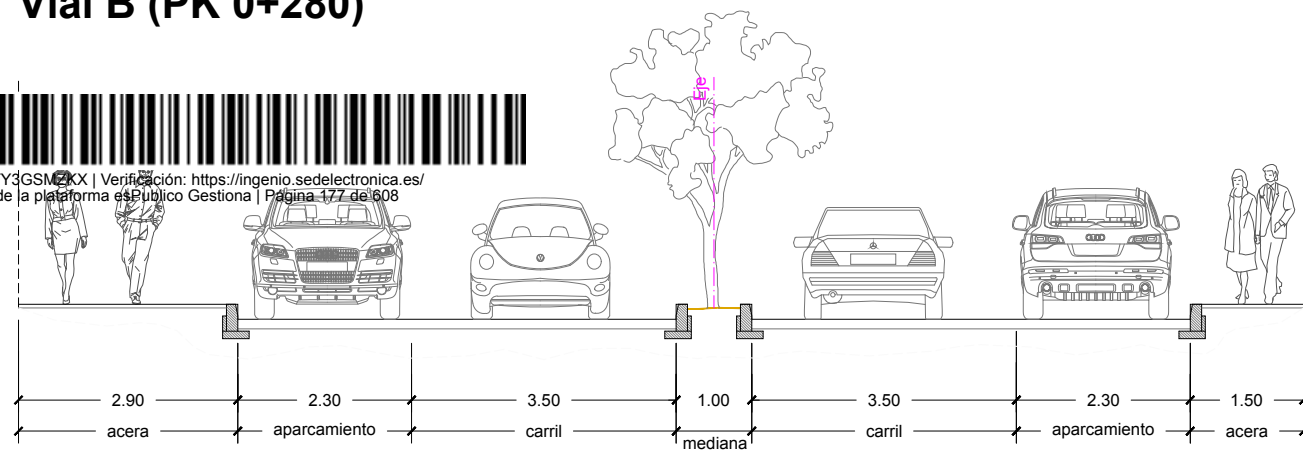 Vial B (PK 0+280)
Eje
Y3GSMZKX | Verificación: https://ingenio.sedelectronica.es/
de la plataforma esPublico Gestiona | Página 177 de 608
2.90 2.30 3.50 1.00 3.50 2.30 1.50
acera aparcamiento carril mediana carril aparcamiento acera